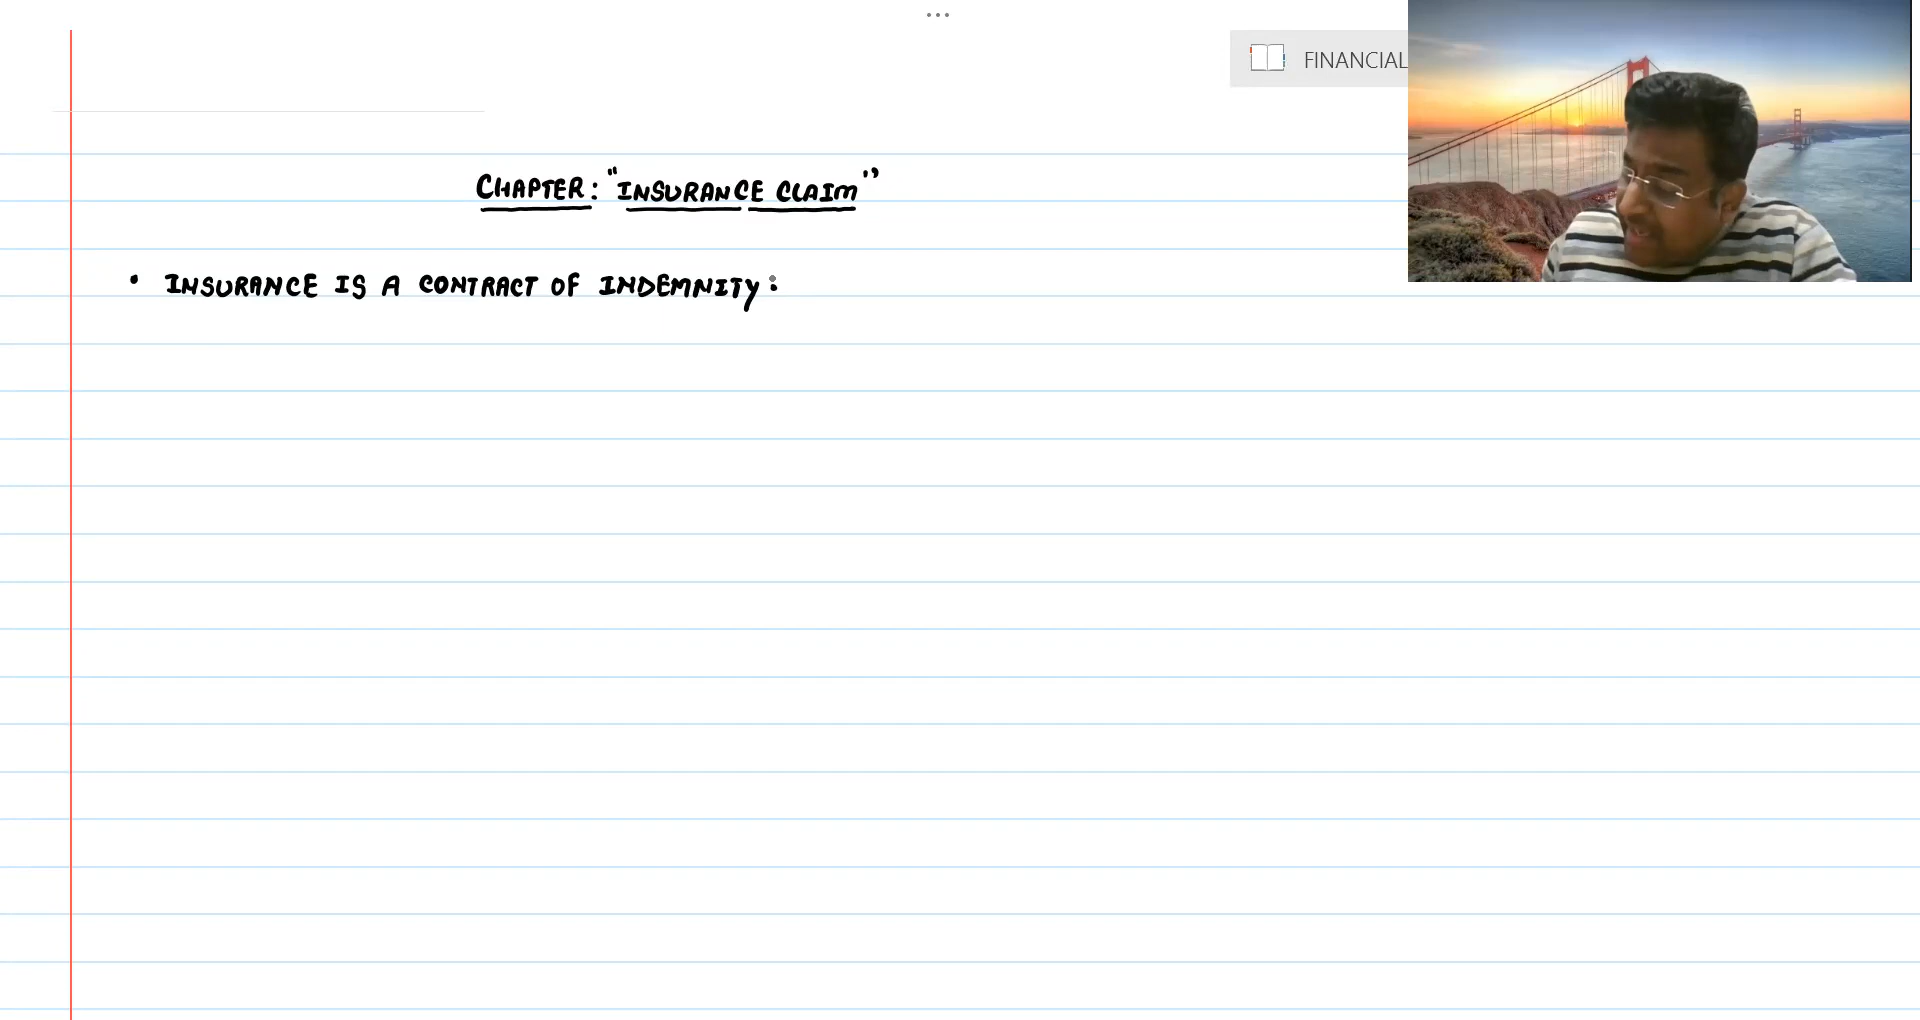 FINANCIAL
CHAPTER: "INSURANCE CLAIM"
• INSURANCE IS A CONTRACT OF INDEMNITY: